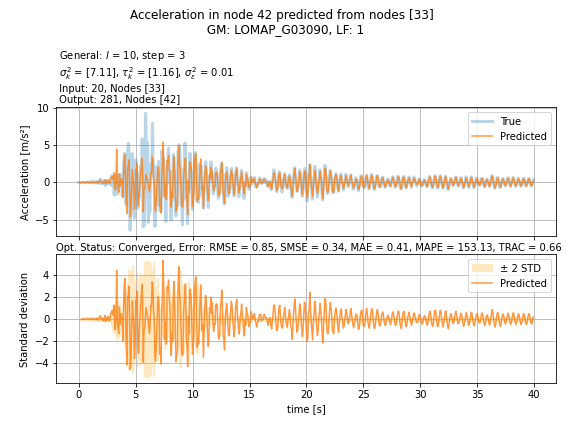 Acceleration in node 42 predicted from nodes [33]
GM: LOMAP_G03090, LF: 1
General: l = 10, step = 3
σ²ₖ = [7.11], τ²ₖ = [1.16], σ²ε = 0.01
Input: 20, Nodes [33]
Output: 281, Nodes [42]
10
5
0
−5
Acceleration [m/s²]
True
Predicted
Opt. Status: Converged, Error: RMSE = 0.85, SMSE = 0.34, MAE = 0.41, MAPE = 153.13, TRAC = 0.66
4
2
0
−2
−4
Standard deviation
± 2 STD
Predicted
0 5 10 15 20 25 30 35 40
time [s]